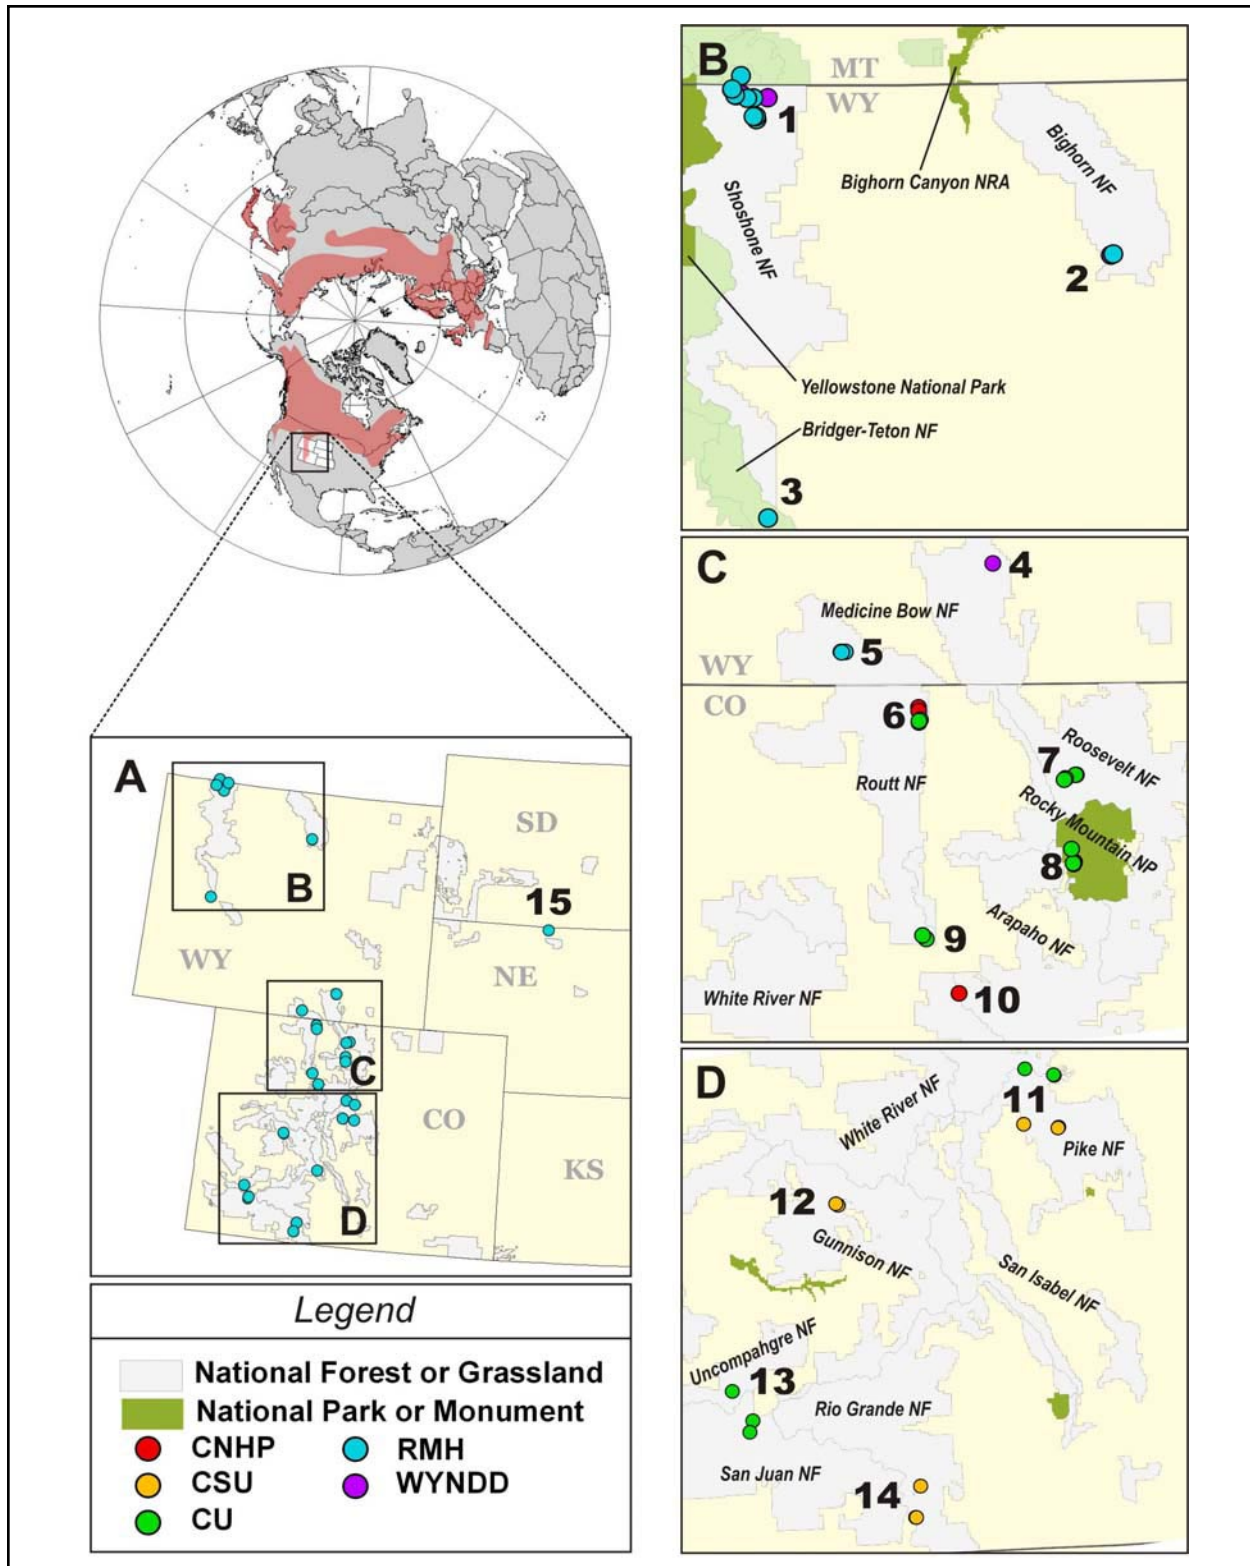 B
MT
WY
1
Bighorn Canyon NRA
Bighorn NF
Shoshone NF
2
Yellowstone National Park
Bridger-Teton NF
3
C
4
Medicine Bow NF
5
WY
CO
6
7
Roosevelt NF
Routt NF
Rocky Mountain NP
8
Arapaho NF
9
White River NF
10
A
SD
B
15
WY
NE
C
CO
D
KS
D
White River NF
11
Pike NF
12
Gunnison NF
San Isabel NF
Uncompahgre NF
13
Rio Grande NF
San Juan NF
14
Legend
National Forest or Grassland
National Park or Monument
CNHP
RMH
CSU
WYNDD
CU